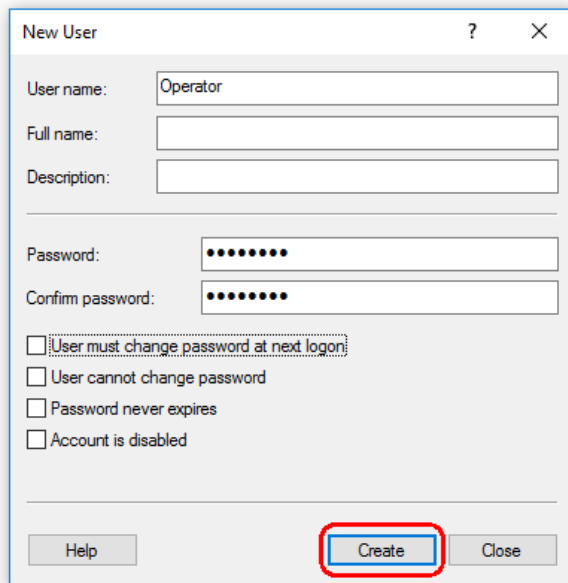 New User ?
User name: Operator
Full name:
Description:
Password: ●●●●●●●●
Confirm password: ●●●●●●●●
User must change password at next logon
User cannot change password
Password never expires
Account is disabled
Help Create Close